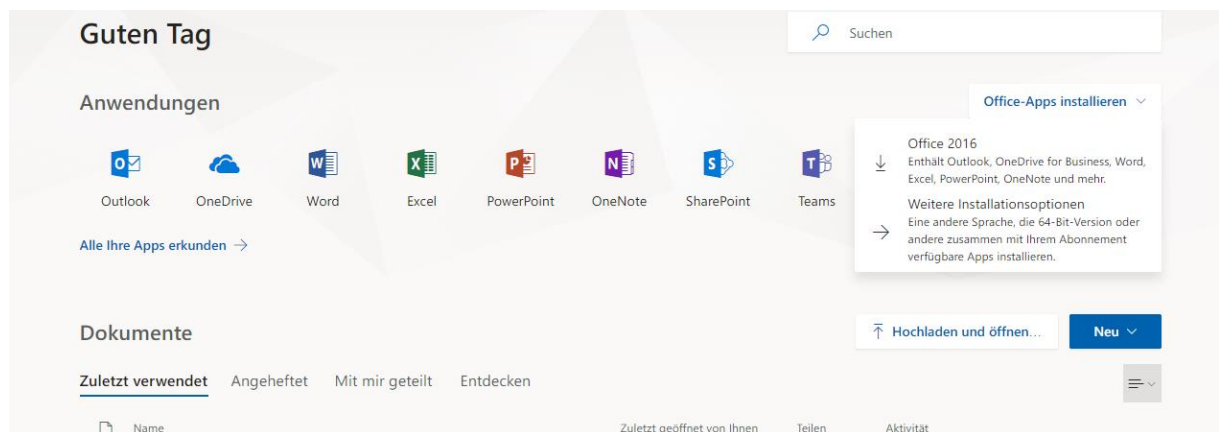 Guten Tag
Suchen
Anwendungen
Office-Apps installieren
Office 2016
Enthält Outlook, OneDrive for Business, Word,
Excel, PowerPoint, OneNote und mehr.
Weitere Installationsoptionen
Eine andere Sprache, die 64-Bit-Version oder
andere zusammen mit Ihrem Abonnement
verfügbare Apps installieren.
Outlook OneDrive Word Excel PowerPoint OneNote SharePoint Teams
Alle Ihre Apps erkunden →
Dokumente
Hochladen und öffnen... Neu
Zuletzt verwendet Angeheftet Mit mir geteilt Entdecken
Name Zuletzt geöffnet von Ihnen Teilen Aktivität